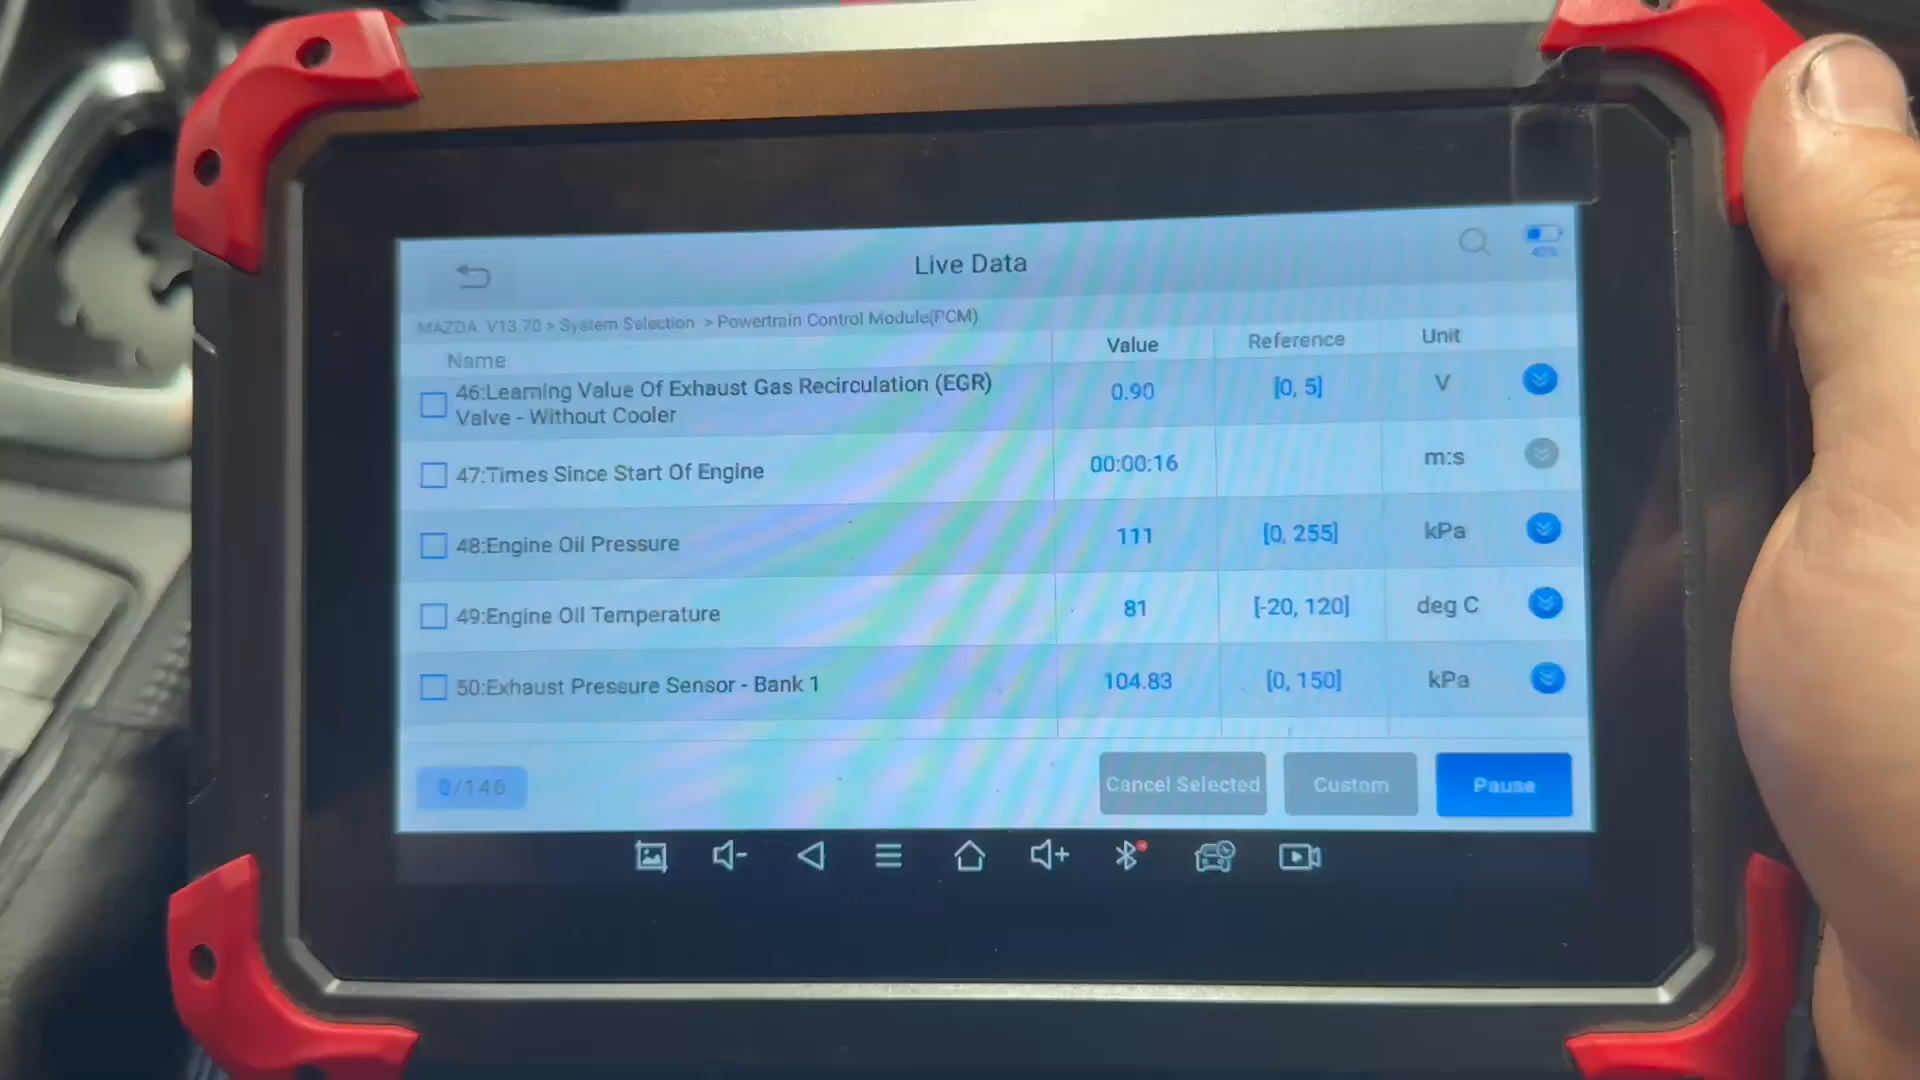 Live Data
MAZDA V13.70 > System Selection > Powertrain Control Module(PCM)
Name Value Reference Unit
46:Learning Value Of Exhaust Gas Recirculation (EGR)
Valve - Without Cooler 0.90 [0, 5] V
47:Times Since Start Of Engine 00:00:16 m:s
48:Engine Oil Pressure 111 [0, 255] kPa
49:Engine Oil Temperature 81 [-20, 120] deg C
50:Exhaust Pressure Sensor - Bank 1 104.83 [0, 150] kPa
0/146 Cancel Selected Custom Pause